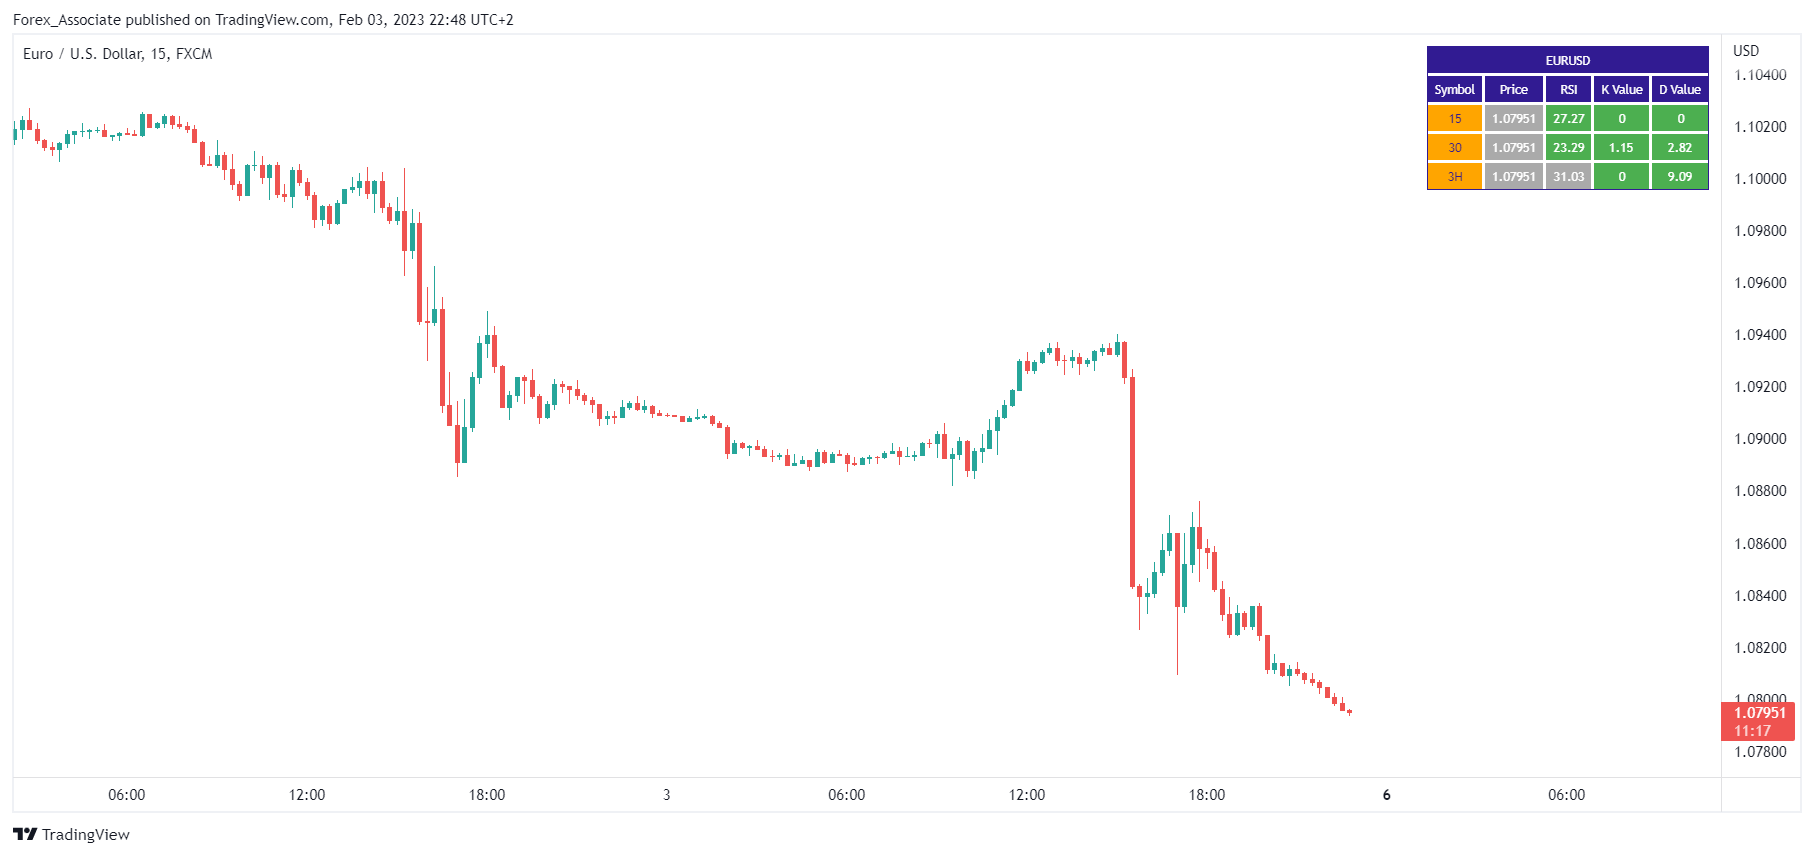 Forex_Associate published on TradingView.com, Feb 03, 2023 22:48 UTC+2
Euro / U.S. Dollar, 15, FXCM
EURUSD
Symbol Price RSI K Value D Value
15 1.07951 27.27 0 0
30 1.07951 23.29 1.15 2.82
3H 1.07951 31.03 0 9.09
USD
1.10400
1.10200
1.10000
1.09800
1.09600
1.09400
1.09200
1.09000
1.08800
1.08600
1.08400
1.08200
1.08000
1.07951
11:17
1.07800
06:00 12:00 18:00 3 06:00 12:00 18:00 6 06:00
TradingView